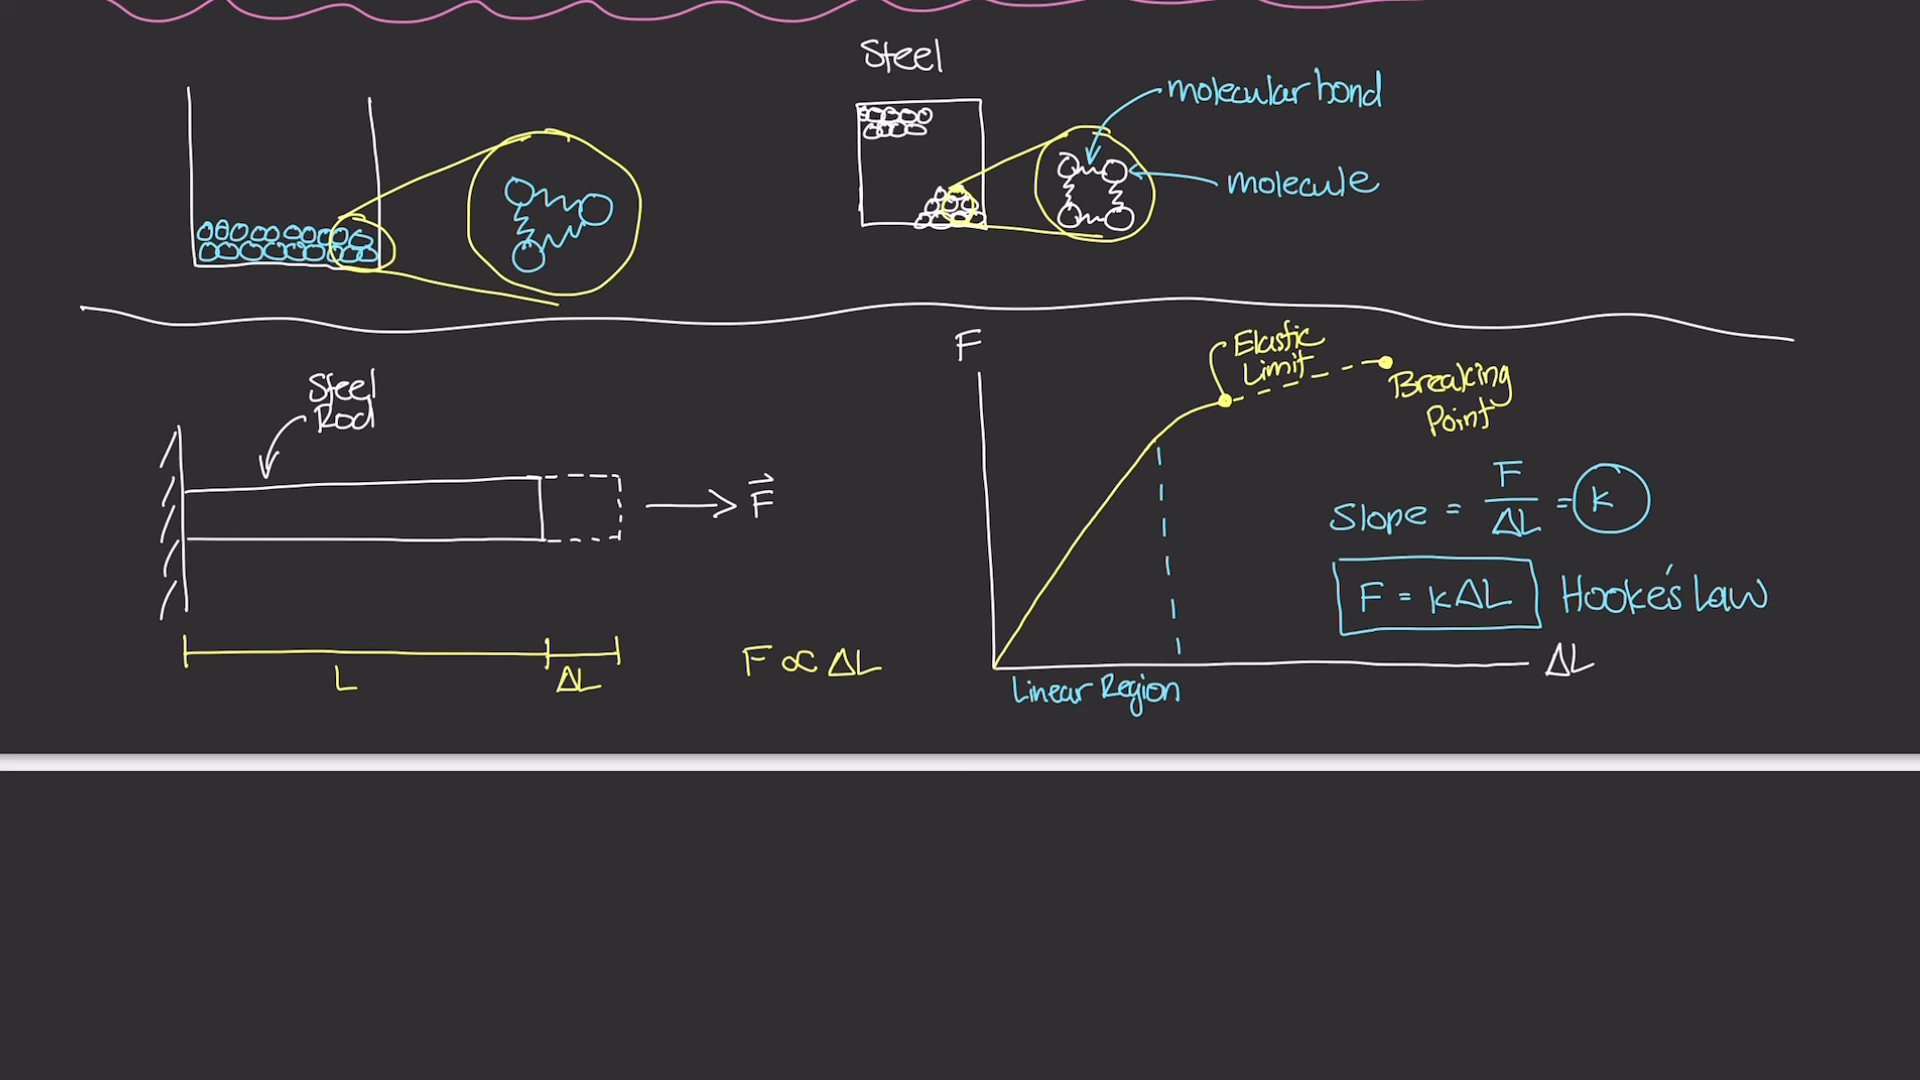 Steel
molecular bond
molecule
Steel
Rod
F
L
ΔL
F ∝ ΔL
F
Elastic
Limit
Breaking
Point
Slope = F/ΔL = k
F = kΔL
Hooke's Law
ΔL
Linear Region